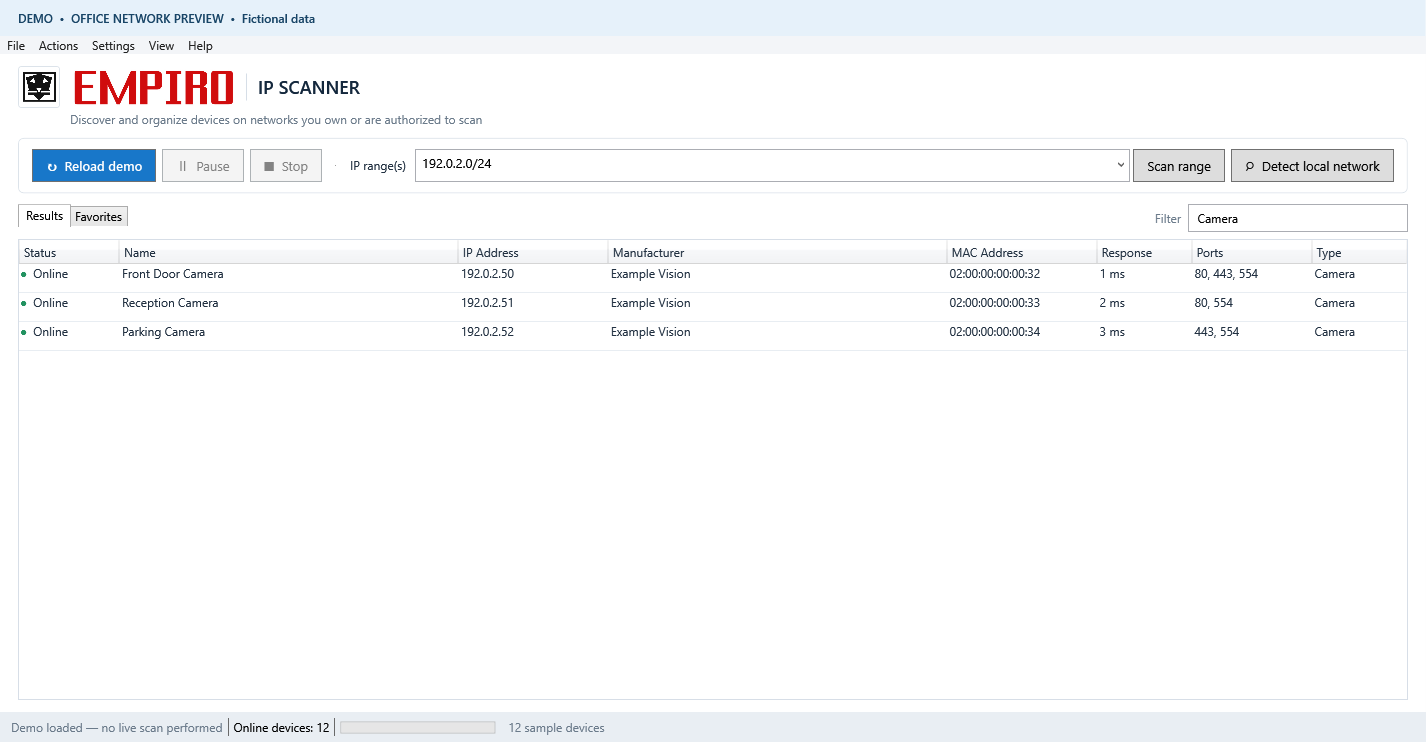 DEMO • OFFICE NETWORK PREVIEW • Fictional data
File Actions Settings View Help
EMPIRO IP SCANNER
Discover and organize devices on networks you own or are authorized to scan
Reload demo Pause Stop · IP range(s) 192.0.2.0/24 Scan range Detect local network
Results Favorites Filter Camera
Status Name IP Address Manufacturer MAC Address Response Ports Type
Online Front Door Camera 192.0.2.50 Example Vision 02:00:00:00:00:32 1 ms 80, 443, 554 Camera
Online Reception Camera 192.0.2.51 Example Vision 02:00:00:00:00:33 2 ms 80, 554 Camera
Online Parking Camera 192.0.2.52 Example Vision 02:00:00:00:00:34 3 ms 443, 554 Camera
Demo loaded — no live scan performed Online devices: 12 12 sample devices